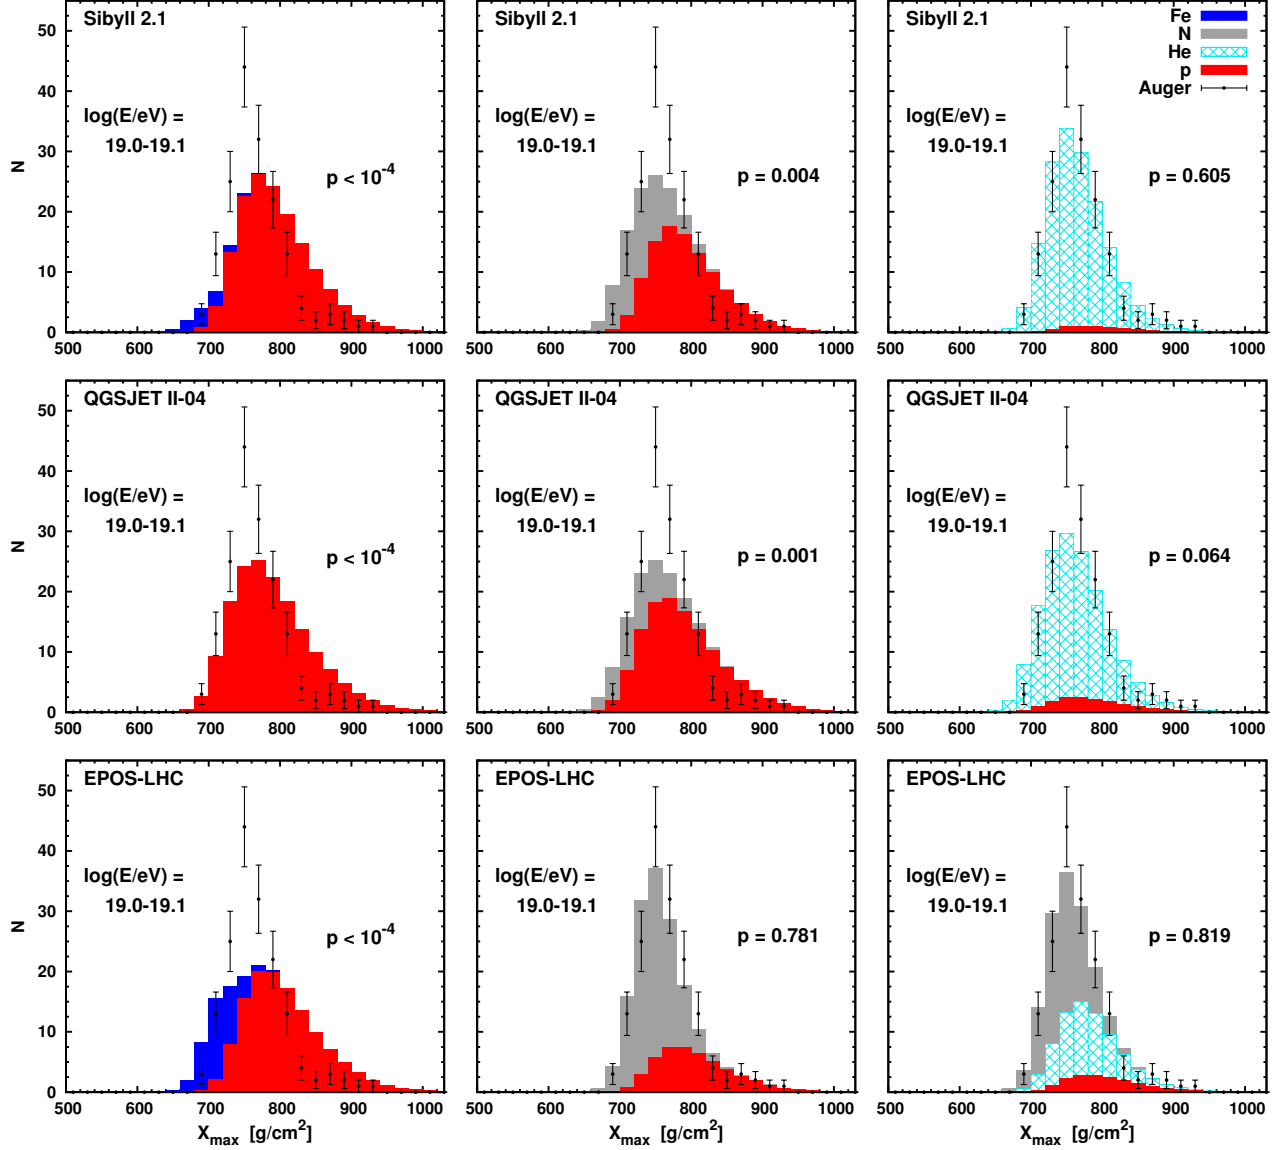 Sibyll 2.1
log(E/eV) =
19.0-19.1
p < 10^-4
N
50
40
30
20
10
0
500 600 700 800 900 1000
Sibyll 2.1
log(E/eV) =
19.0-19.1
p = 0.004
500 600 700 800 900 1000
Sibyll 2.1
Fe
N
He
p
Auger
log(E/eV) =
19.0-19.1
p = 0.605
500 600 700 800 900 1000
QGSJET II-04
log(E/eV) =
19.0-19.1
p < 10^-4
N
50
40
30
20
10
0
500 600 700 800 900 1000
QGSJET II-04
log(E/eV) =
19.0-19.1
p = 0.001
500 600 700 800 900 1000
QGSJET II-04
log(E/eV) =
19.0-19.1
p = 0.064
500 600 700 800 900 1000
EPOS-LHC
log(E/eV) =
19.0-19.1
p < 10^-4
N
50
40
30
20
10
0
500 600 700 800 900 1000
X_max [g/cm^2]
EPOS-LHC
log(E/eV) =
19.0-19.1
p = 0.781
500 600 700 800 900 1000
X_max [g/cm^2]
EPOS-LHC
log(E/eV) =
19.0-19.1
p = 0.819
500 600 700 800 900 1000
X_max [g/cm^2]